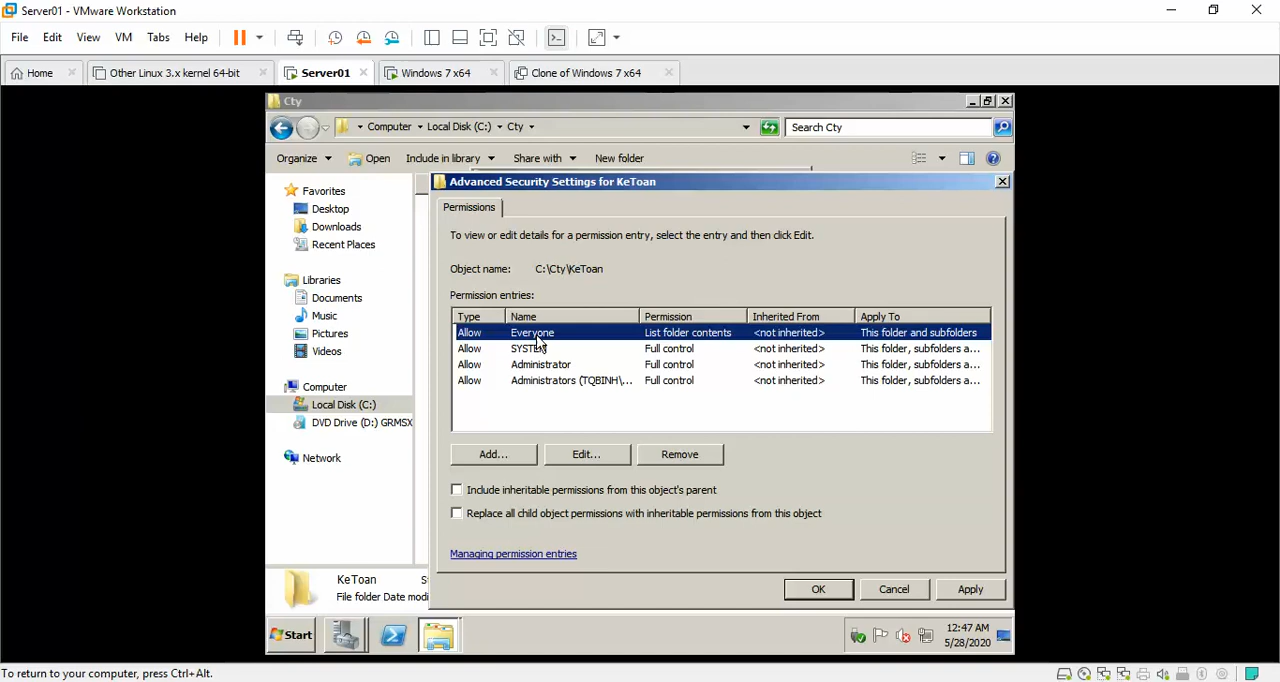 Server01 - VMware Workstation
File Edit View VM Tabs Help
Home Other Linux 3.x kernel 64-bit Server01 Windows 7 x64 Clone of Windows 7 x64
Cty
Computer Local Disk (C:) Cty Search Cty
Organize Open Include in library Share with New folder
Advanced Security Settings for KeToan
Favorites
Desktop
Downloads
Recent Places
Libraries
Documents
Music
Pictures
Videos
Computer
Local Disk (C:)
DVD Drive (D:) GRMSX
Network
Permissions
To view or edit details for a permission entry, select the entry and then click Edit.
Object name: C:\Cty\KeToan
Permission entries:
Type Name Permission Inherited From Apply To
Allow Everyone List folder contents <not inherited> This folder and subfolders
Allow SYSTEM Full control <not inherited> This folder, subfolders a...
Allow Administrator Full control <not inherited> This folder, subfolders a...
Allow Administrators (TQBINH\... Full control <not inherited> This folder, subfolders a...
Add... Edit... Remove
Include inheritable permissions from this object's parent
Replace all child object permissions with inheritable permissions from this object
Managing permission entries
OK Cancel Apply
KeToan S
File folder Date modi
Start
12:47 AM
5/28/2020
To return to your computer, press Ctrl+Alt.